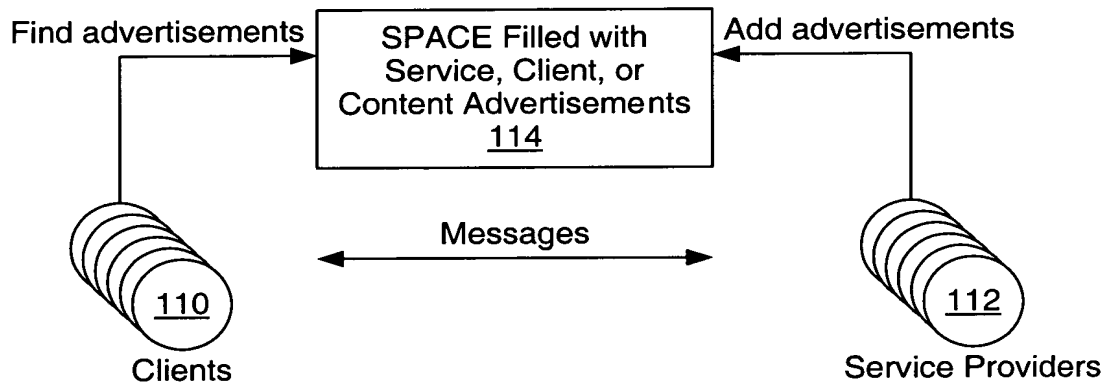 Find advertisements
SPACE Filled with
Service, Client, or
Content Advertisements
114
Add advertisements
Messages
110
Clients
112
Service Providers